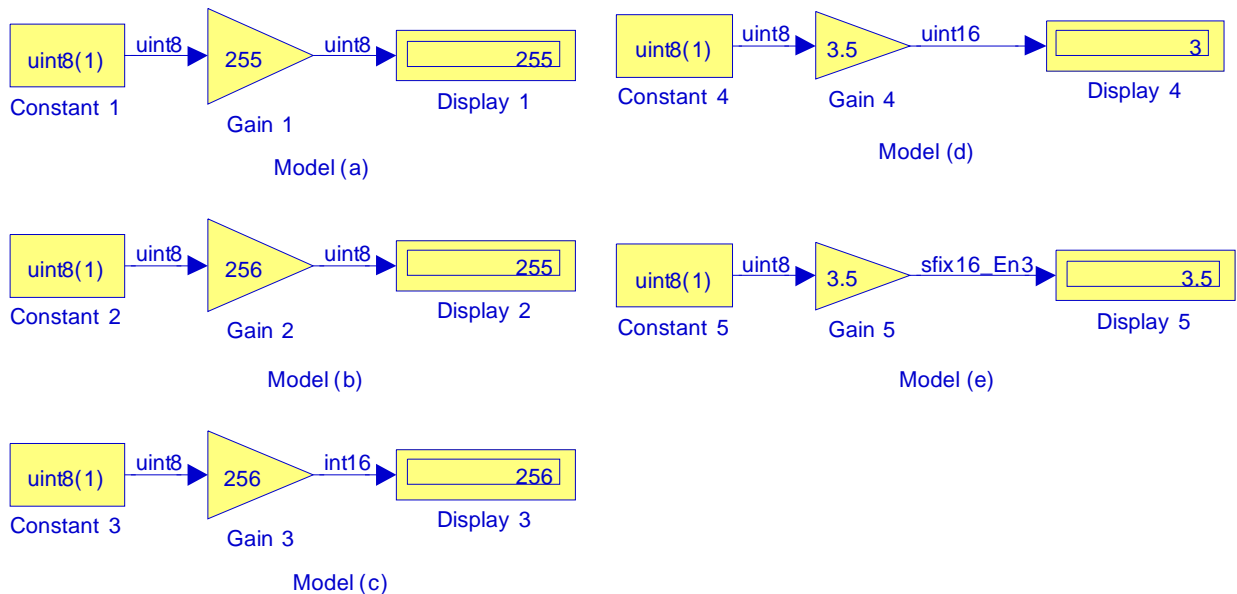 uint8(1) uint8 255 uint8 255
Constant 1 Gain 1 Display 1
Model (a)
uint8(1) uint8 256 uint8 255
Constant 2 Gain 2 Display 2
Model (b)
uint8(1) uint8 256 int16 256
Constant 3 Gain 3 Display 3
Model (c)
uint8(1) uint8 3.5 uint16 3
Constant 4 Gain 4 Display 4
Model (d)
uint8(1) uint8 3.5 sfix16_En3 3.5
Constant 5 Gain 5 Display 5
Model (e)